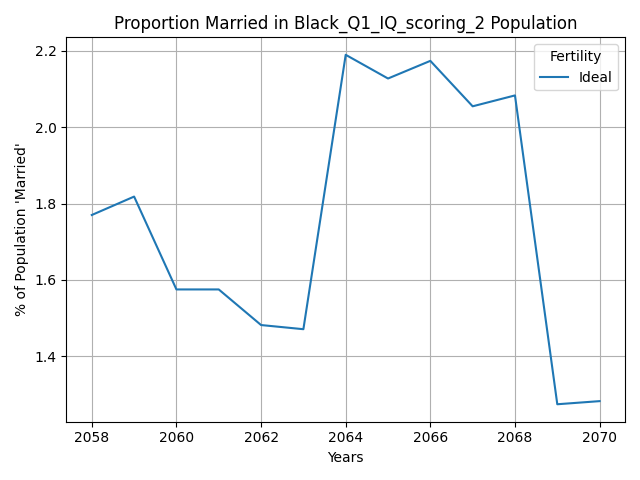 Proportion Married in Black_Q1_IQ_scoring_2 Population
Fertility
Ideal
% of Population 'Married'
2.2
2.0
1.8
1.6
1.4
2058 2060 2062 2064 2066 2068 2070
Years